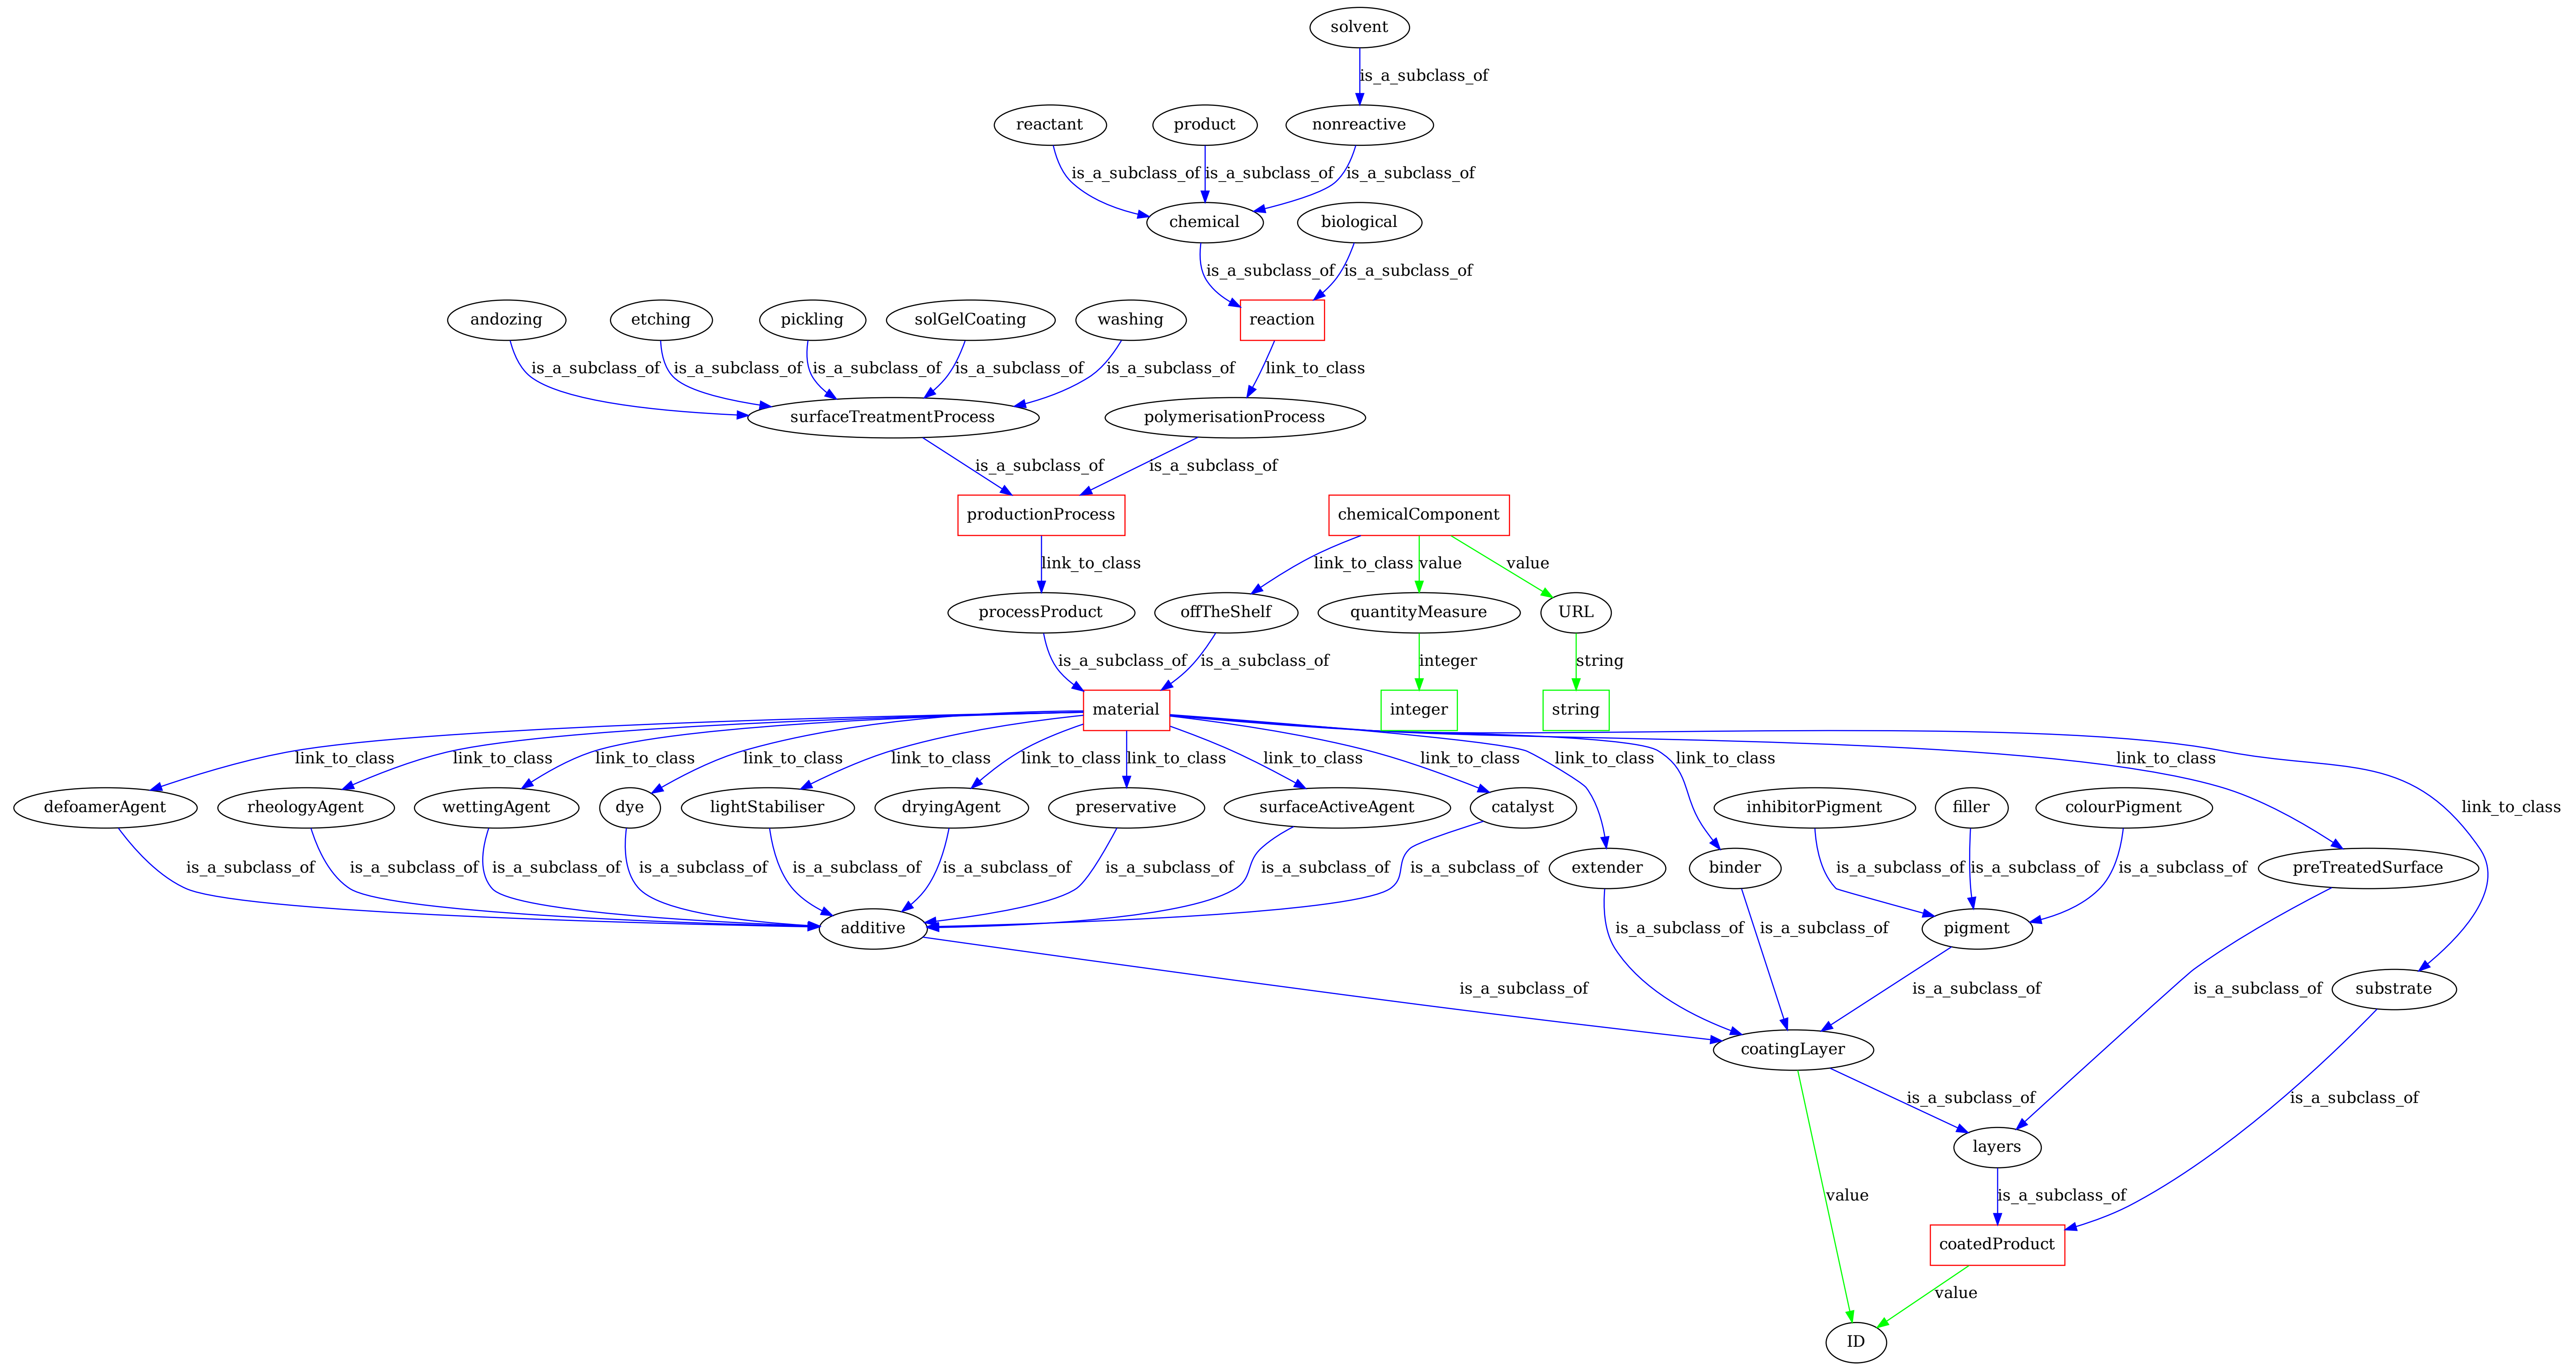 solvent
is_a_subclass_of
reactant
product
nonreactive
is_a_subclass_of
is_a_subclass_of
is_a_subclass_of
chemical
biological
is_a_subclass_of
is_a_subclass_of
andozing
etching
pickling
solGelCoating
washing
reaction
is_a_subclass_of
is_a_subclass_of
is_a_subclass_of
is_a_subclass_of
is_a_subclass_of
link_to_class
surfaceTreatmentProcess
polymerisationProcess
is_a_subclass_of
is_a_subclass_of
productionProcess
chemicalComponent
link_to_class
link_to_class
value
value
processProduct
offTheShelf
quantityMeasure
URL
is_a_subclass_of
is_a_subclass_of
integer
string
material
integer
string
link_to_class
link_to_class
link_to_class
link_to_class
link_to_class
link_to_class
link_to_class
link_to_class
link_to_class
link_to_class
link_to_class
link_to_class
defoamerAgent
rheologyAgent
wettingAgent
dye
lightStabiliser
dryingAgent
preservative
surfaceActiveAgent
catalyst
inhibitorPigment
filler
colourPigment
link_to_class
is_a_subclass_of
is_a_subclass_of
is_a_subclass_of
is_a_subclass_of
is_a_subclass_of
is_a_subclass_of
is_a_subclass_of
is_a_subclass_of
is_a_subclass_of
extender
binder
is_a_subclass_of
is_a_subclass_of
is_a_subclass_of
preTreatedSurface
additive
is_a_subclass_of
is_a_subclass_of
pigment
is_a_subclass_of
is_a_subclass_of
is_a_subclass_of
substrate
coatingLayer
is_a_subclass_of
is_a_subclass_of
layers
value
is_a_subclass_of
coatedProduct
value
ID